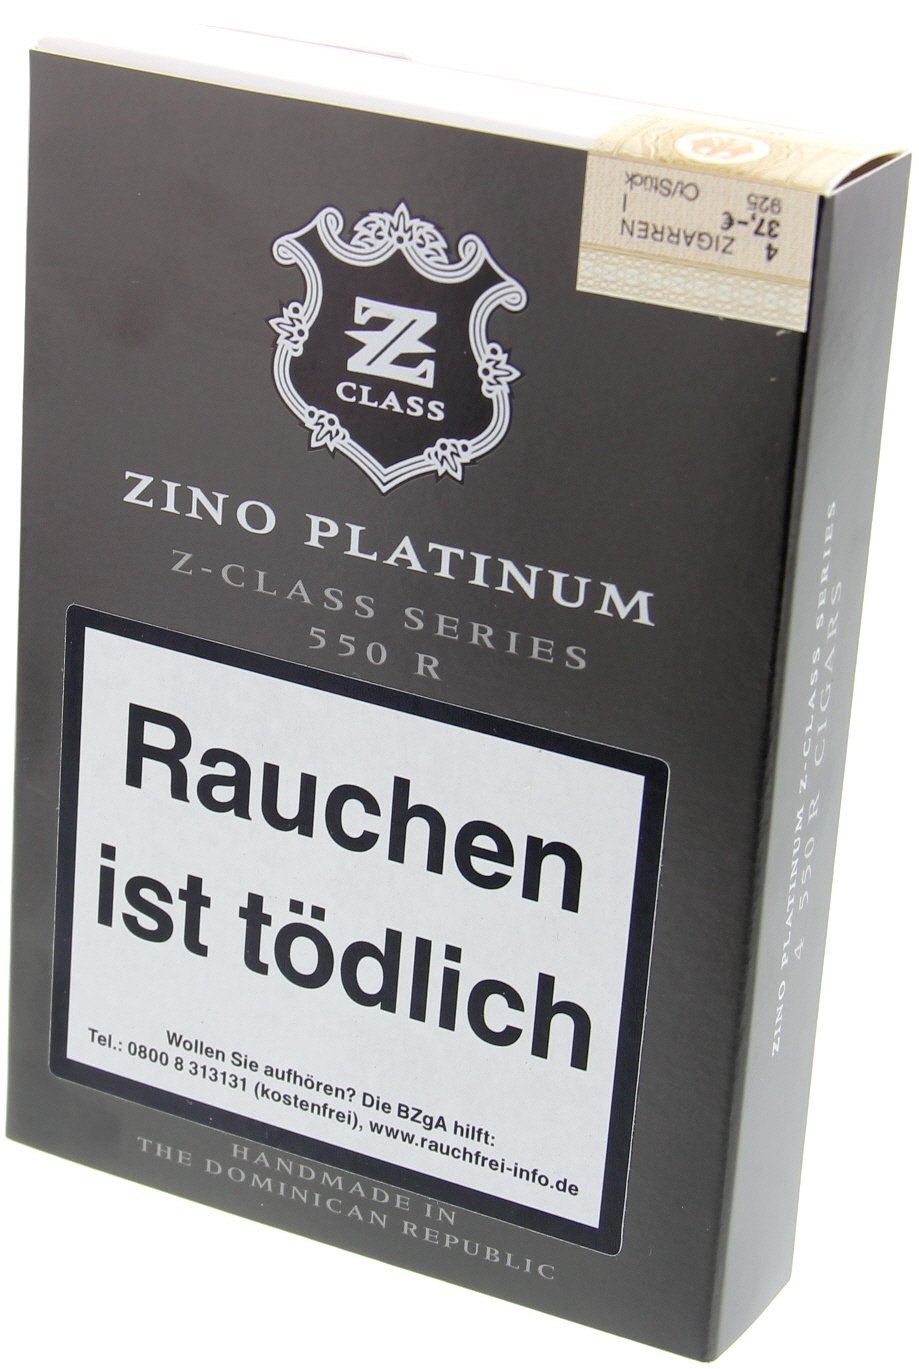 Z
CLASS
ZINO PLATINUM
Z-CLASS SERIES
550 R
Rauchen
ist tödlich
Wollen Sie aufhören? Die BZgA hilft:
Tel.: 0800 8 313131 (kostenfrei), www.rauchfrei-info.de
HANDMADE IN
THE DOMINICAN REPUBLIC
4 ZIGARREN
37,-€ I
925 Ct/Stück
ZINO PLATINUM Z-CLASS SERIES
4 550 R CIGARS